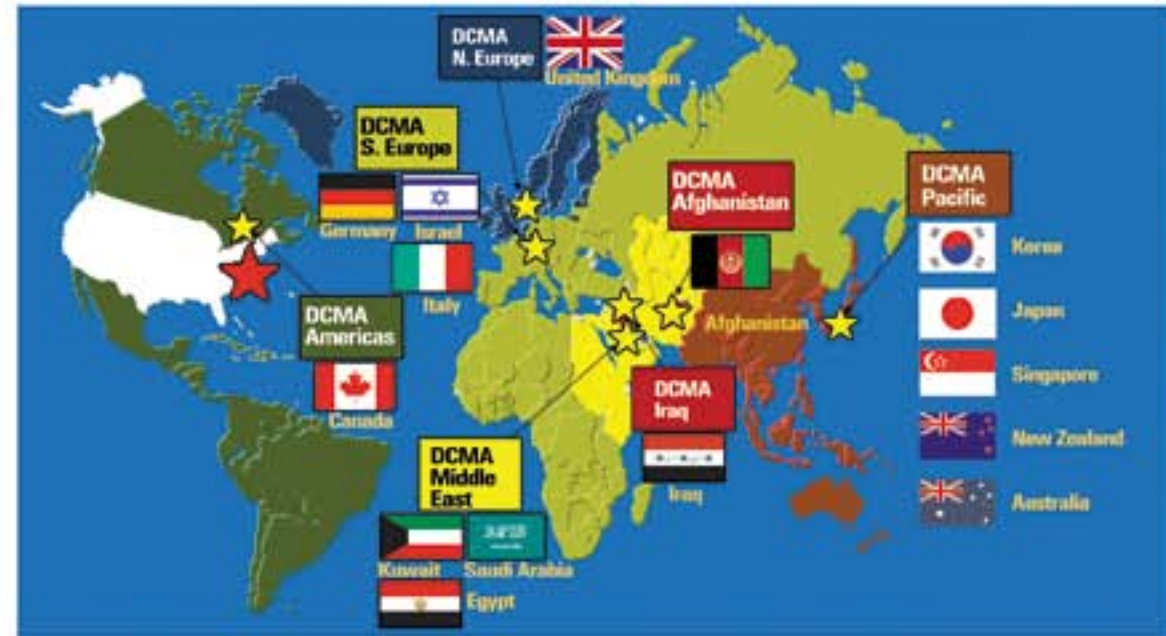 DCMA
N. Europe
United Kingdom
DCMA
S. Europe
Germany
Israel
Italy
DCMA
Afghanistan
Afghanistan
DCMA
Pacific
Korea
Japan
Singapore
New Zealand
Australia
DCMA
Americas
Canada
DCMA
Iraq
Iraq
DCMA
Middle
East
Kuwait
Saudi Arabia
Egypt